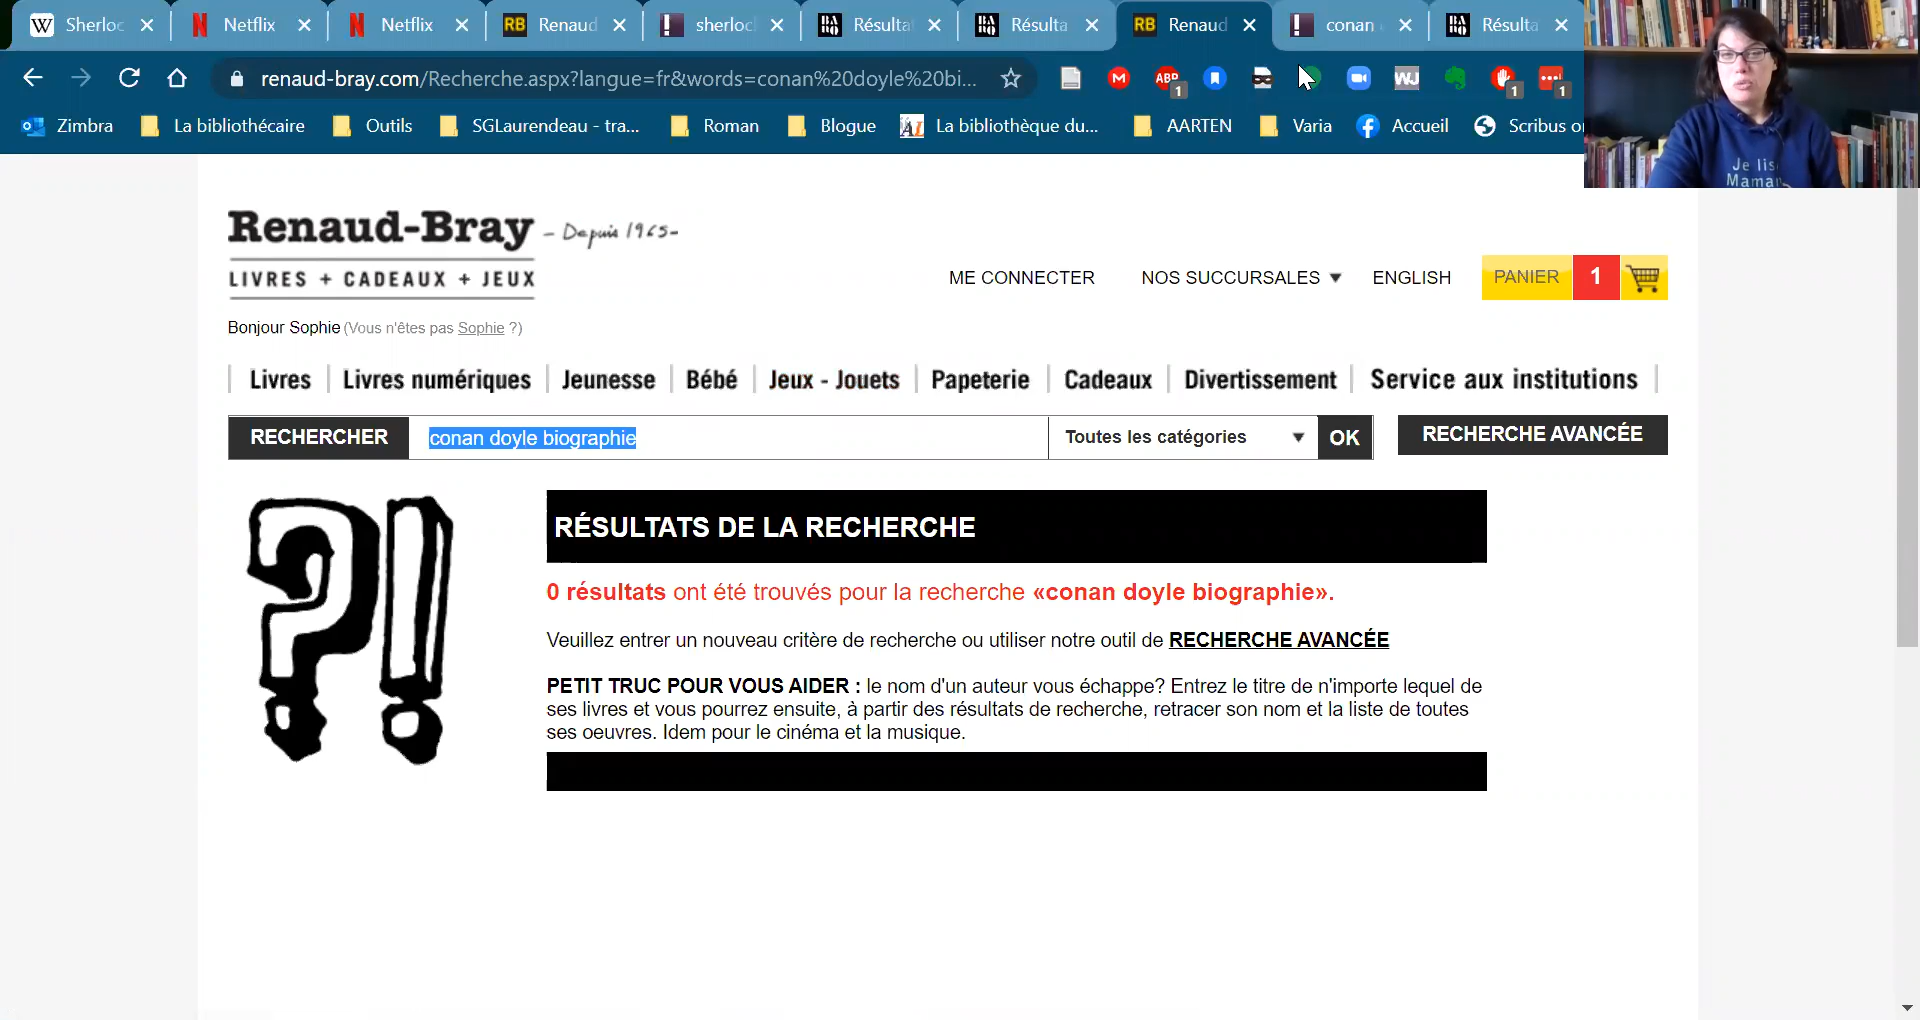 Sherloc
Netflix
Netflix
Renaud
sherloc
Résulta
Résulta
Renaud
conan
Résulta
renaud-bray.com/Recherche.aspx?langue=fr&words=conan%20doyle%20bi...
ABP
1
WJ
1
1
Zimbra
La bibliothécaire
Outils
SGLaurendeau - tra...
Roman
Blogue
La bibliothèque du...
AARTEN
Varia
Accueil
Scribus
Je lis
Maman
Renaud-Bray
- Depuis 1965-
LIVRES + CADEAUX + JEUX
ME CONNECTER
NOS SUCCURSALES
ENGLISH
PANIER
1
Bonjour Sophie (Vous n'êtes pas Sophie ?)
Livres
Livres numériques
Jeunesse
Bébé
Jeux - Jouets
Papeterie
Cadeaux
Divertissement
Service aux institutions
RECHERCHER
conan doyle biographie
Toutes les catégories
OK
RECHERCHE AVANCÉE
?!
RÉSULTATS DE LA RECHERCHE
0 résultats ont été trouvés pour la recherche «conan doyle biographie».
Veuillez entrer un nouveau critère de recherche ou utiliser notre outil de RECHERCHE AVANCÉE
PETIT TRUC POUR VOUS AIDER : le nom d'un auteur vous échappe? Entrez le titre de n'importe lequel de
ses livres et vous pourrez ensuite, à partir des résultats de recherche, retracer son nom et la liste de toutes
ses oeuvres. Idem pour le cinéma et la musique.